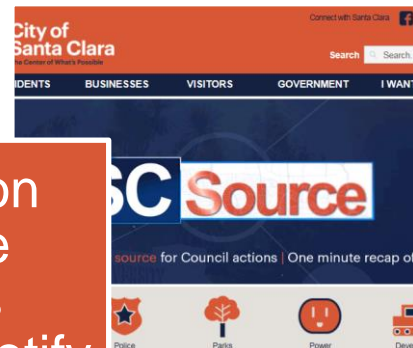 City of
Santa Clara
The Center of What's Possible
Connect with Santa Clara
Search
Search.
IDENTS
BUSINESSES
VISITORS
GOVERNMENT
I WANT
SC Source
source for Council actions | One minute recap of
on
e
tify
Police
Parks
Power
Deve